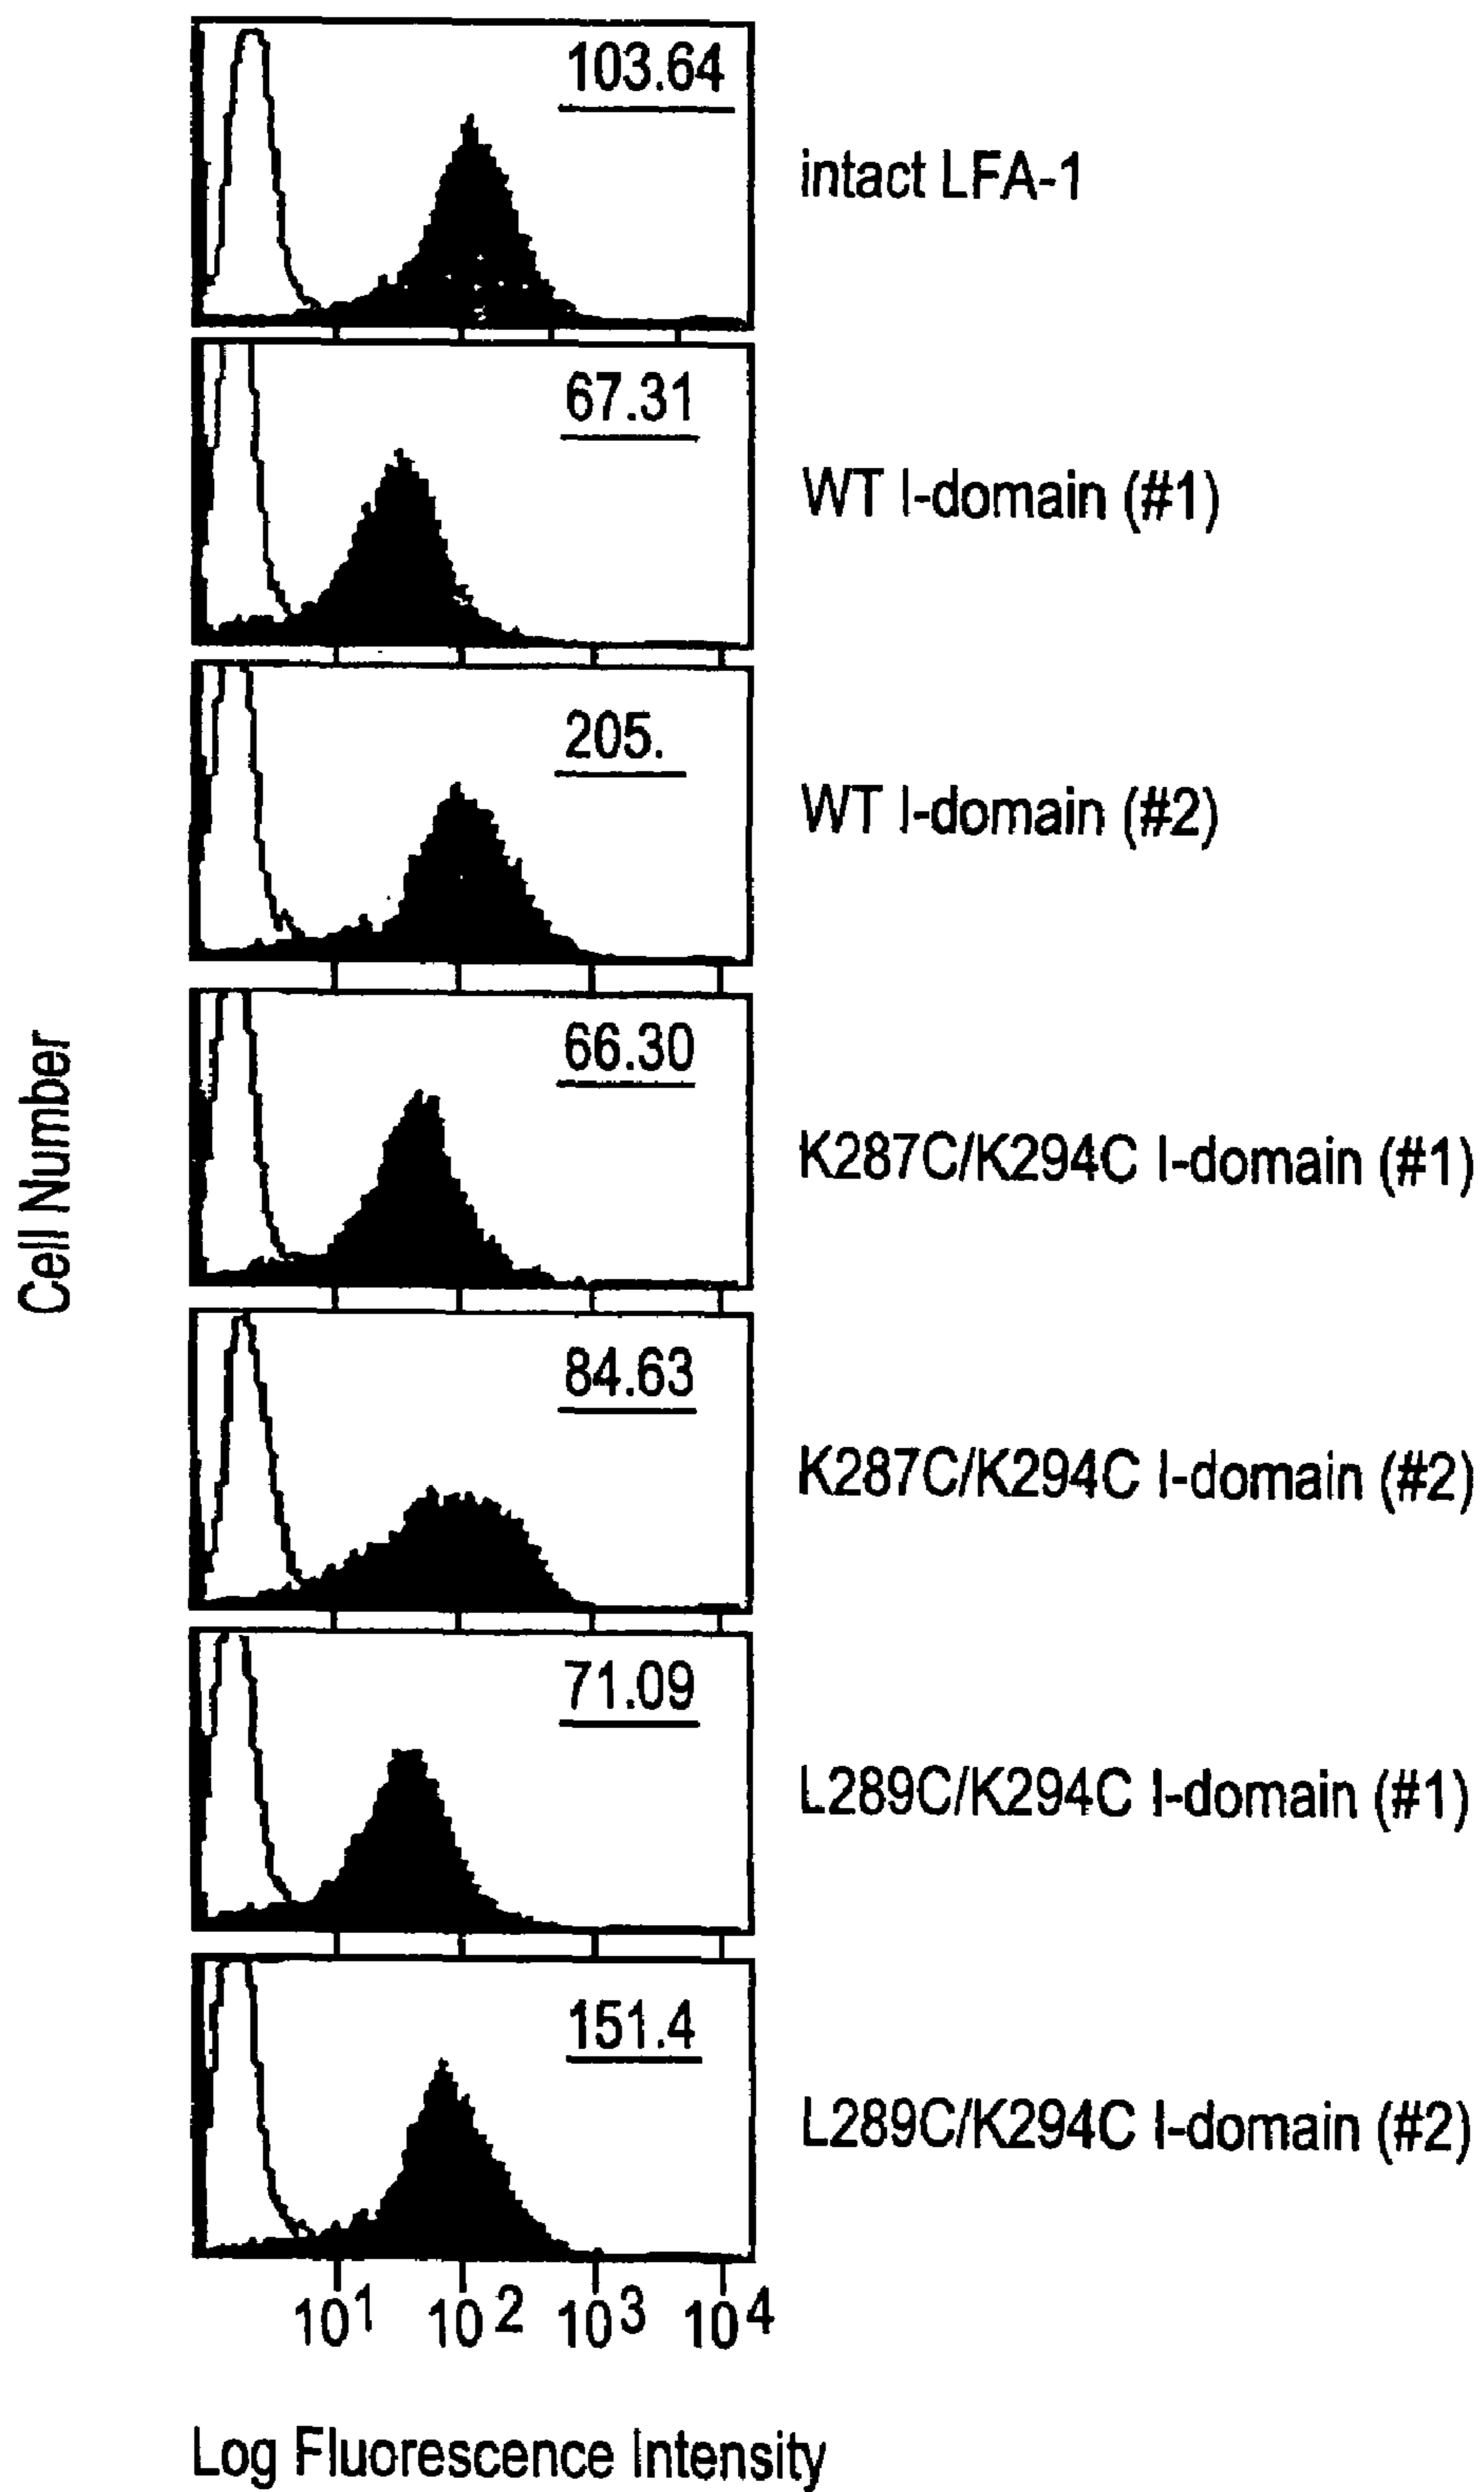 103.64
intact LFA-1
67.31
WT I-domain (#1)
205.
WT I-domain (#2)
66.30
K287C/K294C I-domain (#1)
84.63
K287C/K294C I-domain (#2)
71.09
L289C/K294C I-domain (#1)
151.4
L289C/K294C I-domain (#2)
Cell Number
10¹ 10² 10³ 10⁴
Log Fluorescence Intensity